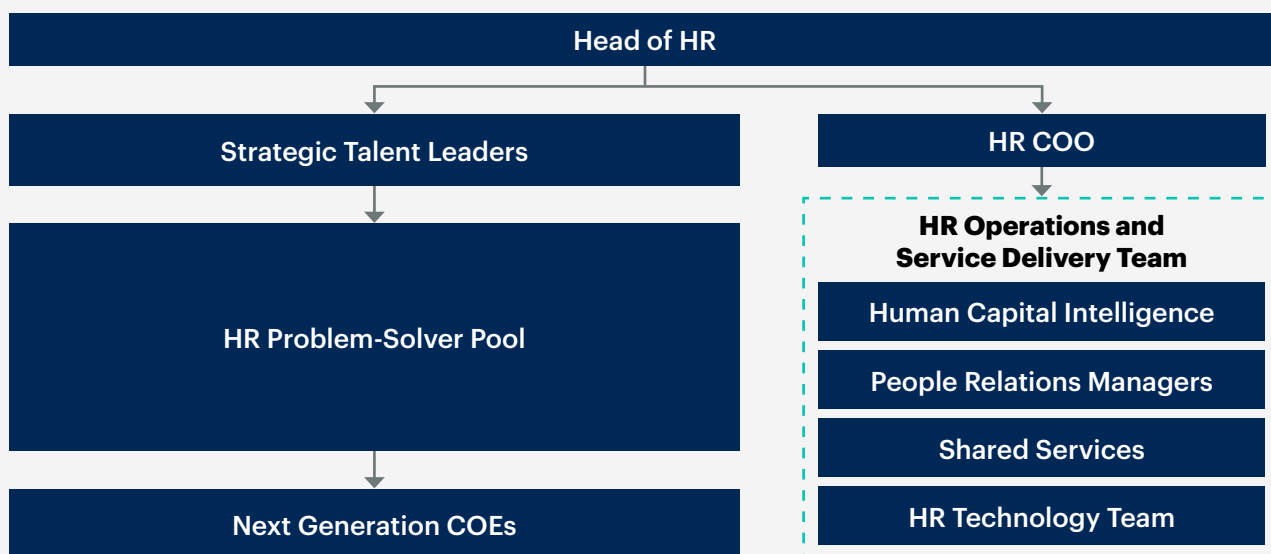 Head of HR
Strategic Talent Leaders
HR COO
HR Problem-Solver Pool
Next Generation COEs
HR Operations and
Service Delivery Team
Human Capital Intelligence
People Relations Managers
Shared Services
HR Technology Team